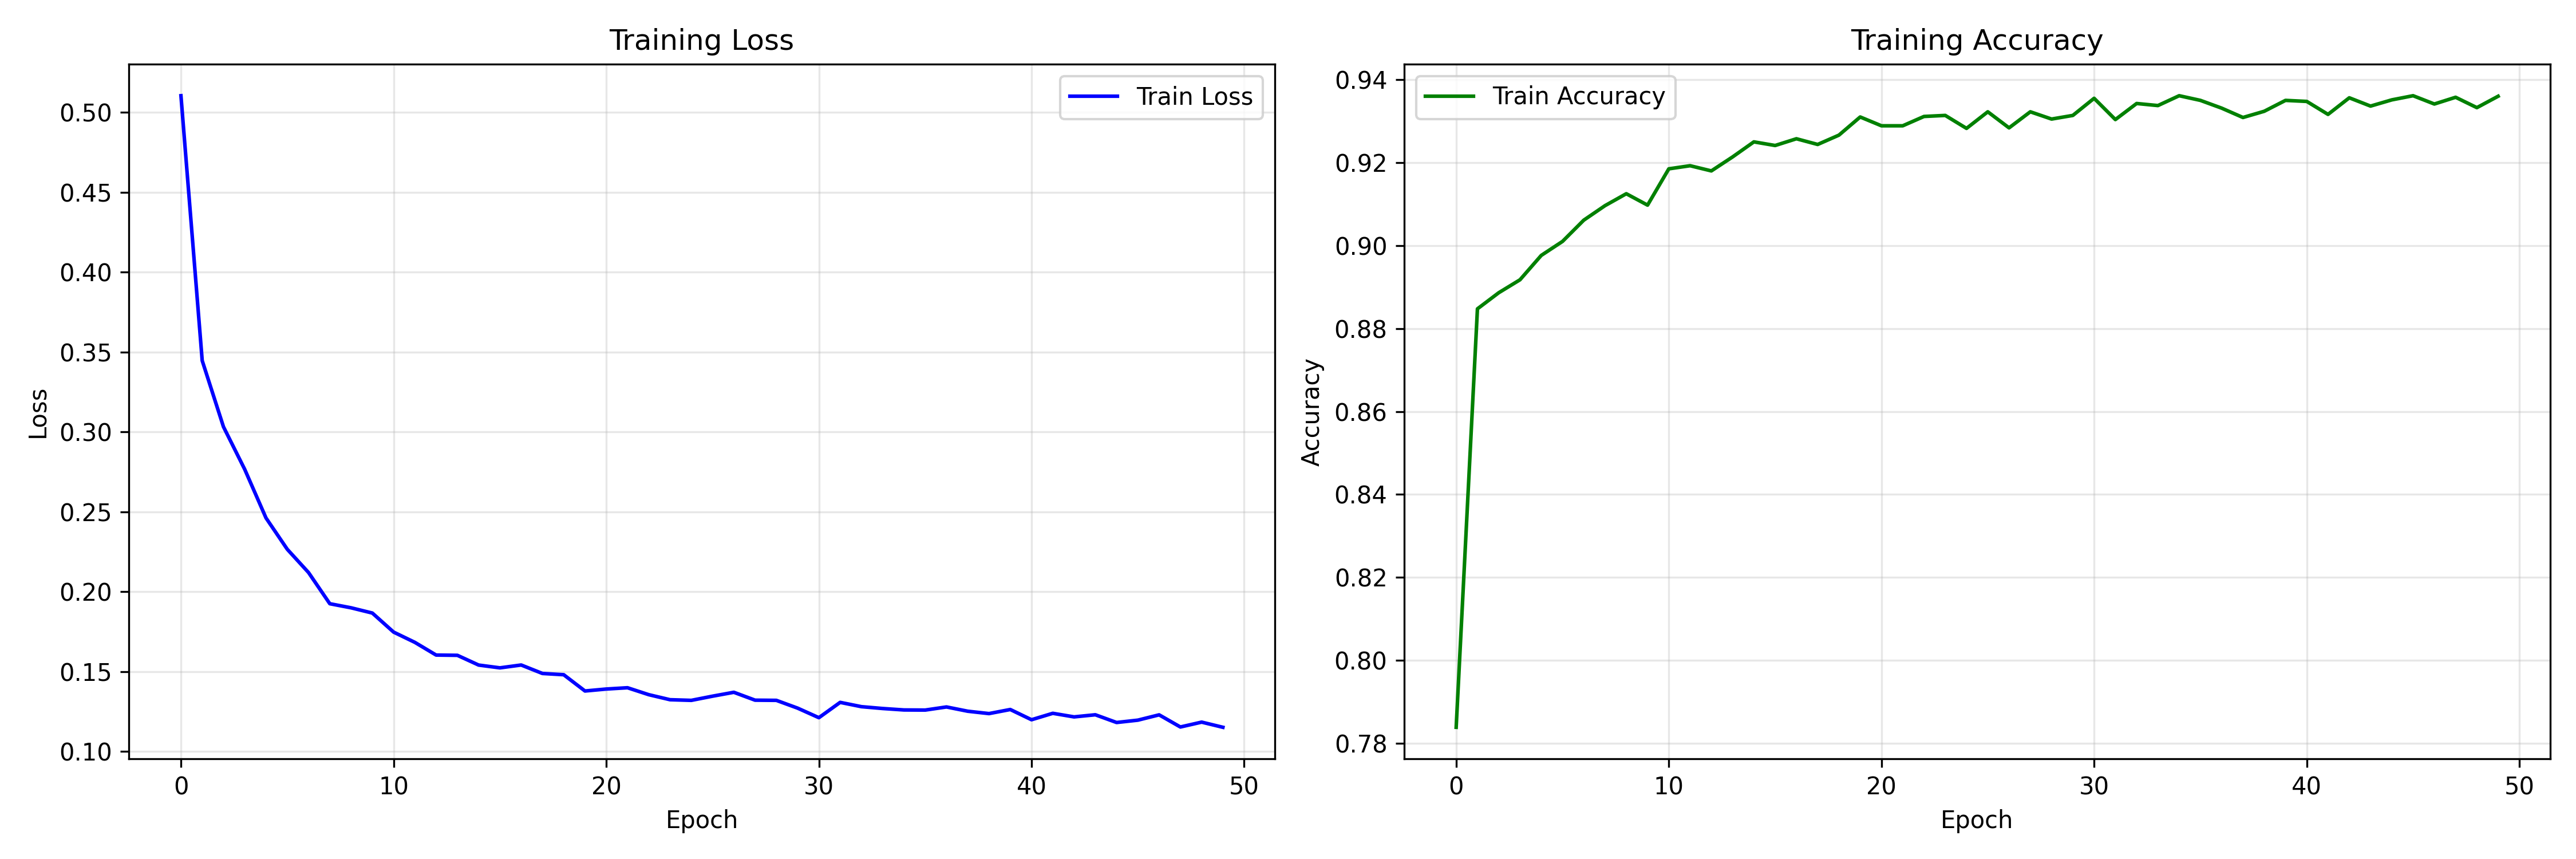 Training Loss
Train Loss
0.50
0.45
0.40
0.35
0.30
0.25
0.20
0.15
0.10
Loss
0 10 20 30 40 50
Epoch
Training Accuracy
Train Accuracy
0.94
0.92
0.90
0.88
0.86
0.84
0.82
0.80
0.78
Accuracy
0 10 20 30 40 50
Epoch